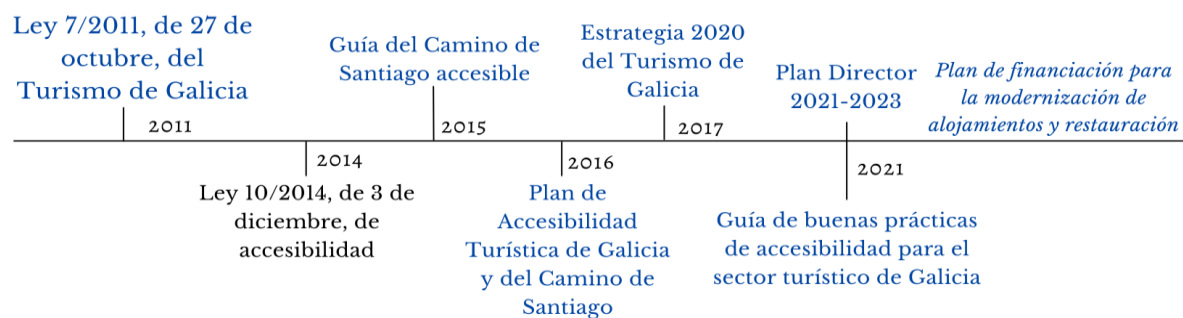 Ley 7/2011, de 27 de
octubre, del
Turismo de Galicia
2011
2014
Ley 10/2014, de 3 de
diciembre, de
accesibilidad
Guía del Camino de
Santiago accesible
2015
2016
Plan de
Accesibilidad
Turística de Galicia
y del Camino de
Santiago
Estrategia 2020
del Turismo de
Galicia
2017
Plan Director
2021-2023
2021
Guía de buenas prácticas
de accesibilidad para el
sector turístico de Galicia
Plan de financiación para
la modernización de
alojamientos y restauración